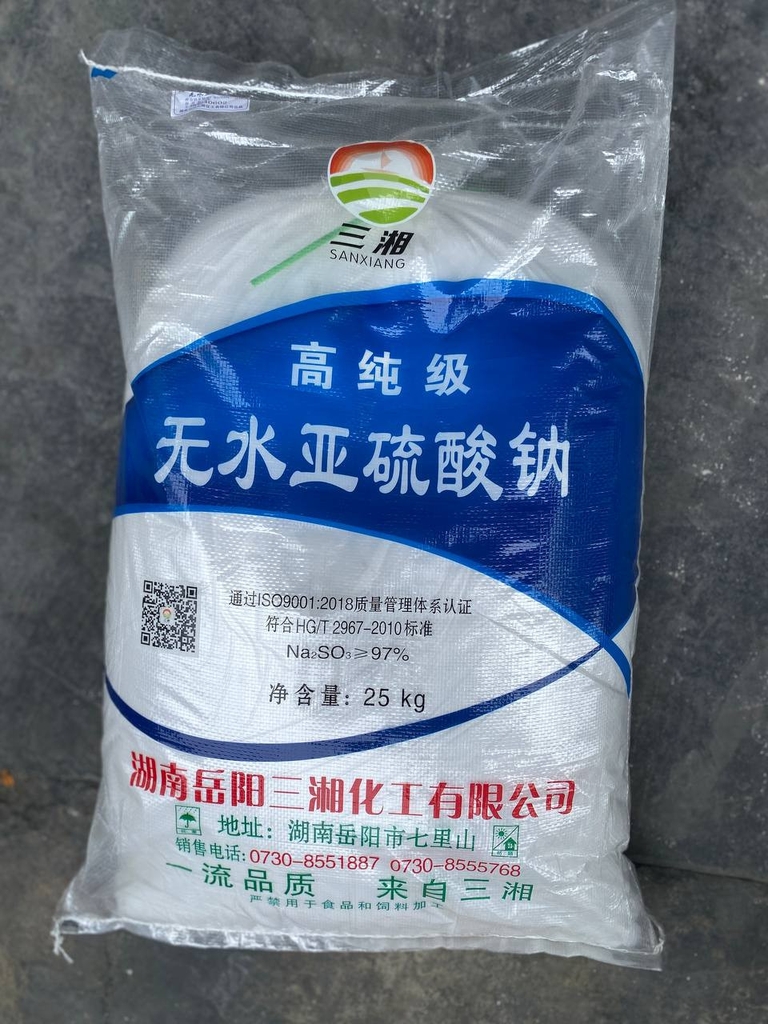 三湘
SANXIANG
高纯级
无水亚硫酸钠
通过ISO9001:2018质量管理体系认证
符合HG/T 2967-2010标准
Na₂SO₃≥97%
净含量: 25 kg
湖南岳阳三湘化工有限公司
地址: 湖南岳阳市七里山
销售电话:0730-8551887 0730-8555768
一流品质 来自三湘
严禁用于食品和饲料加工